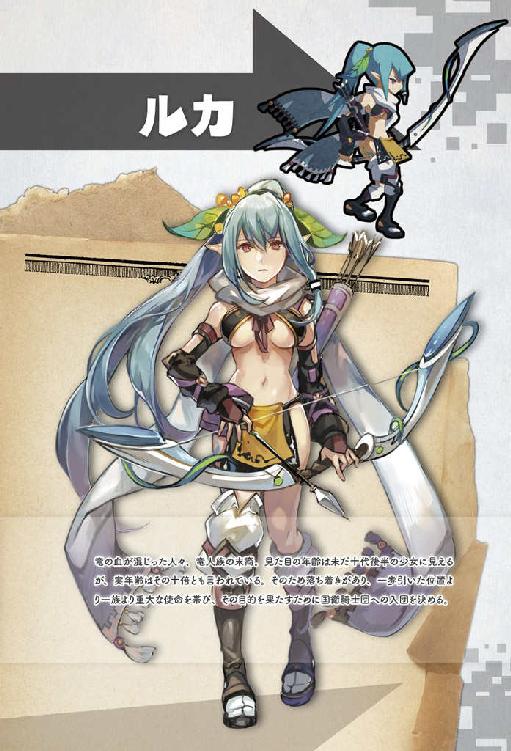 ルカ
竜の血が混じった人々、竜人族の末裔。見た目の年齢は未だ十代後半の少女に見える
が、実年齢はその十倍とも言われている。そのため落ち着きがあり、一歩引いた位置よ
り一族より重大な使命を帯び、その目的を果たすために国衛騎士団への入団を決める。